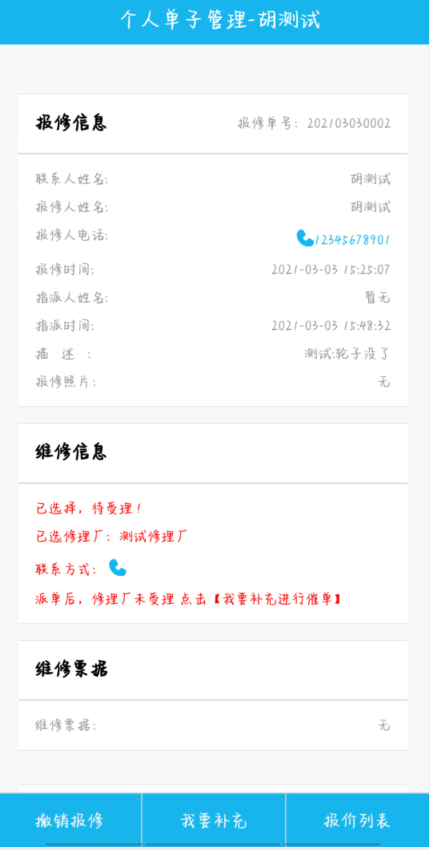 个人单子管理-胡测试
报修信息 报修单号: 202103030002
联系人姓名: 胡测试
报修人姓名: 胡测试
报修人电话: 12345678901
报修时间: 2021-03-03 15:25:07
指派人姓名: 暂无
指派时间: 2021-03-03 15:48:32
描 述 : 测试:轮子没了
报修照片: 无
维修信息
已选择，待受理！
已选修理厂：测试修理厂
联系方式：
派单后，修理厂未受理 点击【我要补充进行催单】
维修票据
维修票据: 无
撤销报修 我要补充 报价列表